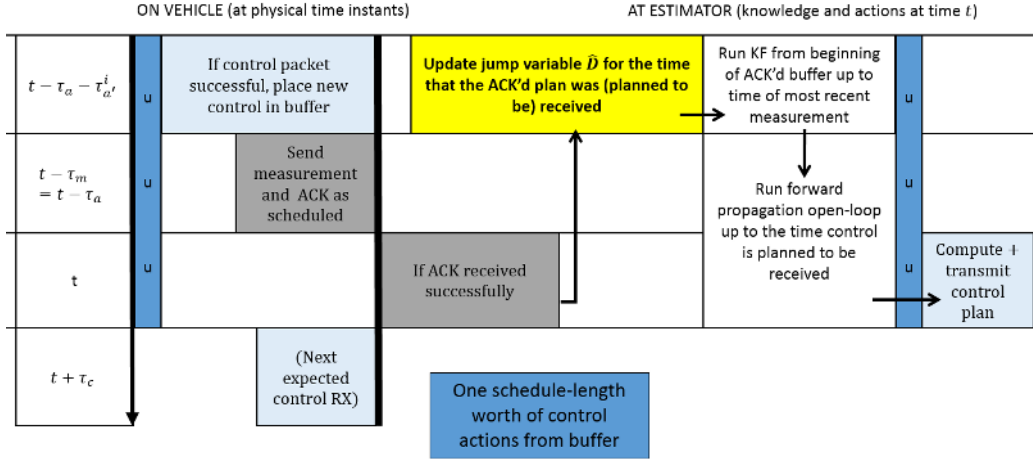 ON VEHICLE (at physical time instants)
AT ESTIMATOR (knowledge and actions at time t)
t − τₐ − τⁱₐ′
u
If control packet
successful, place new
control in buffer
Update jump variable D̂ for the time
that the ACK'd plan was (planned to
be) received
Run KF from beginning
of ACK'd buffer up to
time of most recent
measurement
u
t − τₘ
= t − τₐ
u
Send
measurement
and ACK as
scheduled
Run forward
propagation open-loop
up to the time control
is planned to be
received
u
t
u
If ACK received
successfully
u
Compute +
transmit
control
plan
t + τ_c
(Next
expected
control RX)
One schedule-length
worth of control
actions from buffer